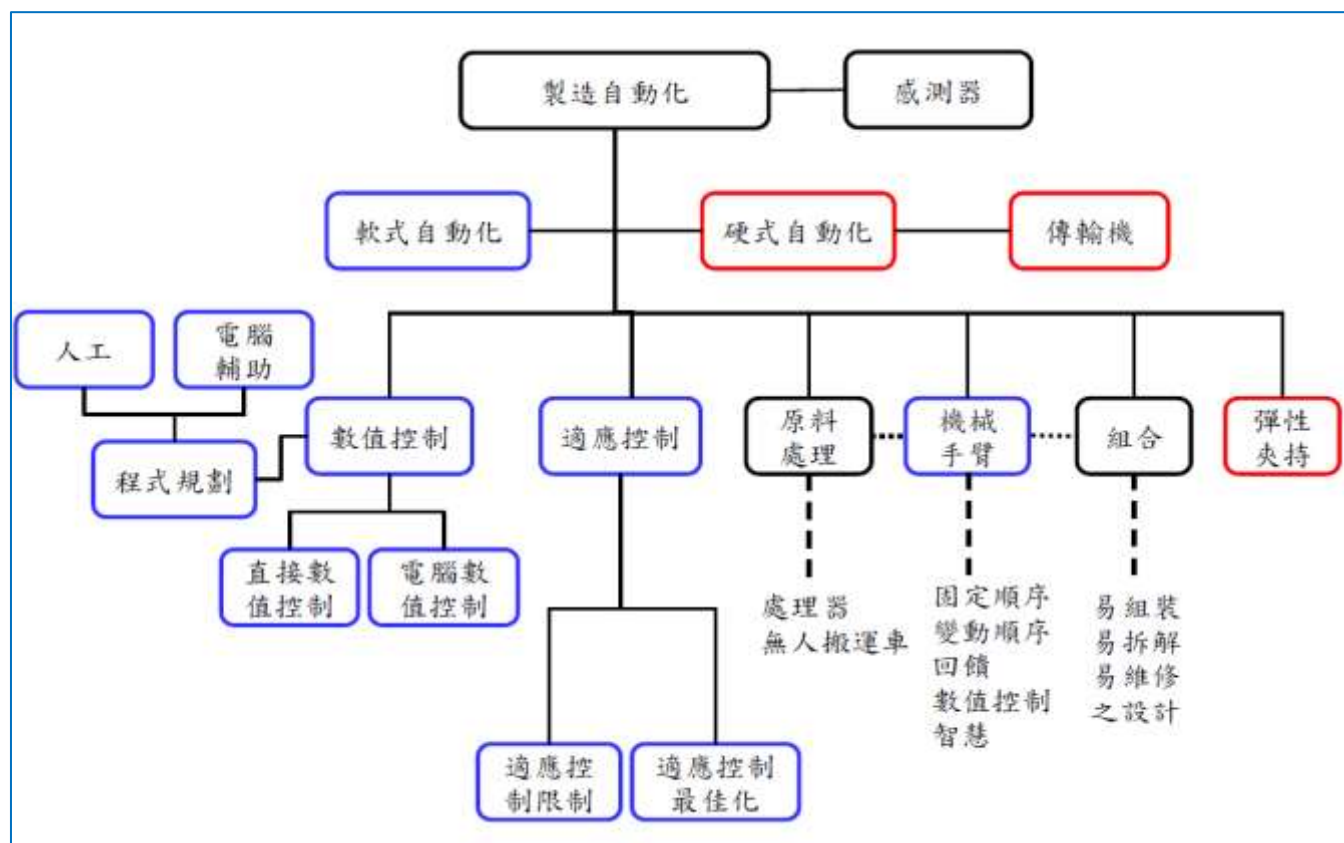 製造自動化
感測器
軟式自動化
硬式自動化
傳輸機
人工
電腦
輔助
程式規劃
數值控制
適應控制
原料
處理
機械
手臂
組合
彈性
夾持
直接數
值控制
電腦數
值控制
處理器
無人搬運車
固定順序
變動順序
回饋
數值控制
智慧
易組裝
易拆解
易維修
之設計
適應控
制限制
適應控制
最佳化